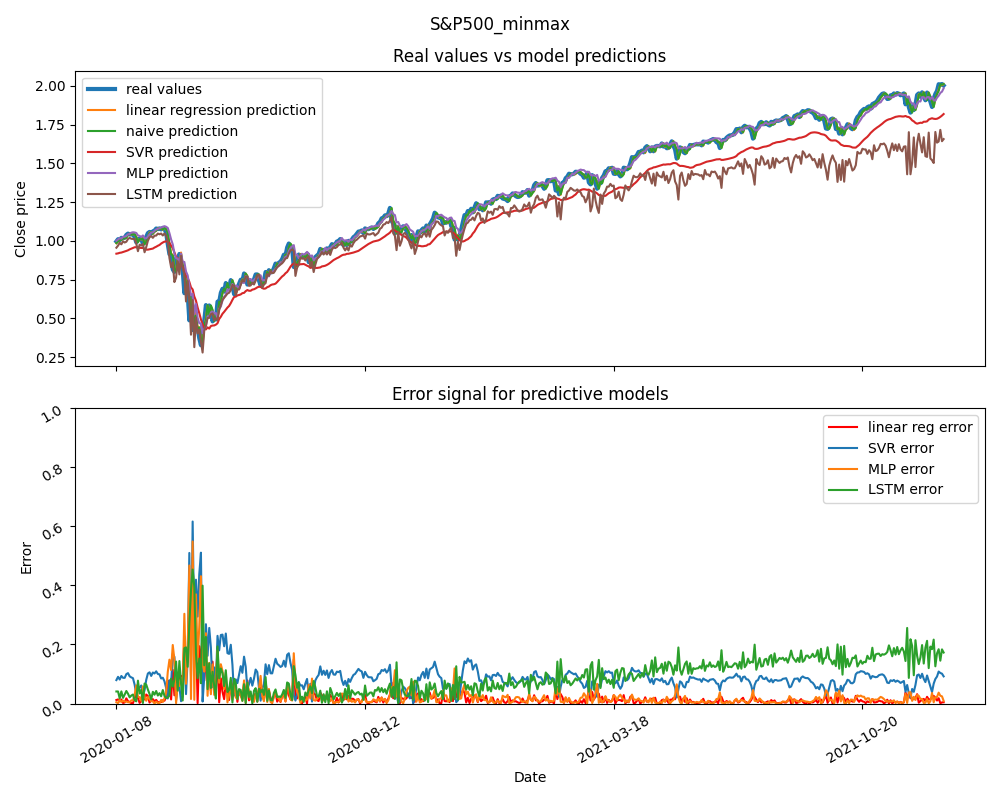 S&P500_minmax
Real values vs model predictions
2.00
1.75
1.50
1.25
1.00
0.75
0.50
0.25
Close price
real values
linear regression prediction
naive prediction
SVR prediction
MLP prediction
LSTM prediction
Error signal for predictive models
1.0
0.8
0.6
0.4
0.2
0.0
Error
linear reg error
SVR error
MLP error
LSTM error
2020-01-08
2020-08-12
2021-03-18
2021-10-20
Date